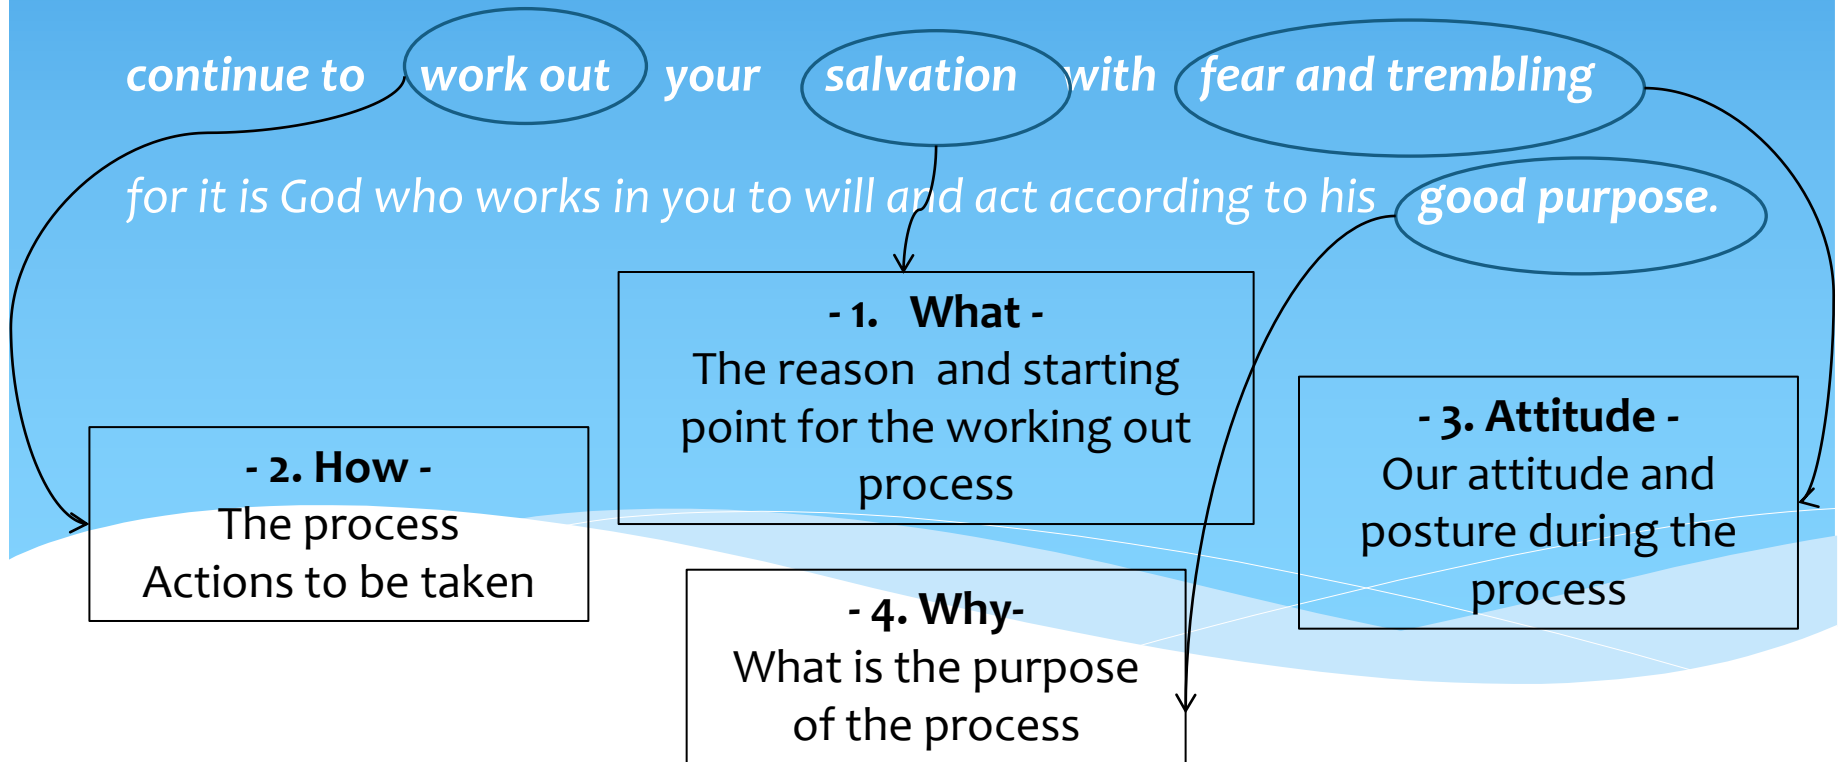 continue to work out your salvation with fear and trembling
for it is God who works in you to will and act according to his good purpose.
- 1. What -
The reason and starting
point for the working out
process
- 2. How -
The process
Actions to be taken
- 3. Attitude -
Our attitude and
posture during the
process
- 4. Why-
What is the purpose
of the process